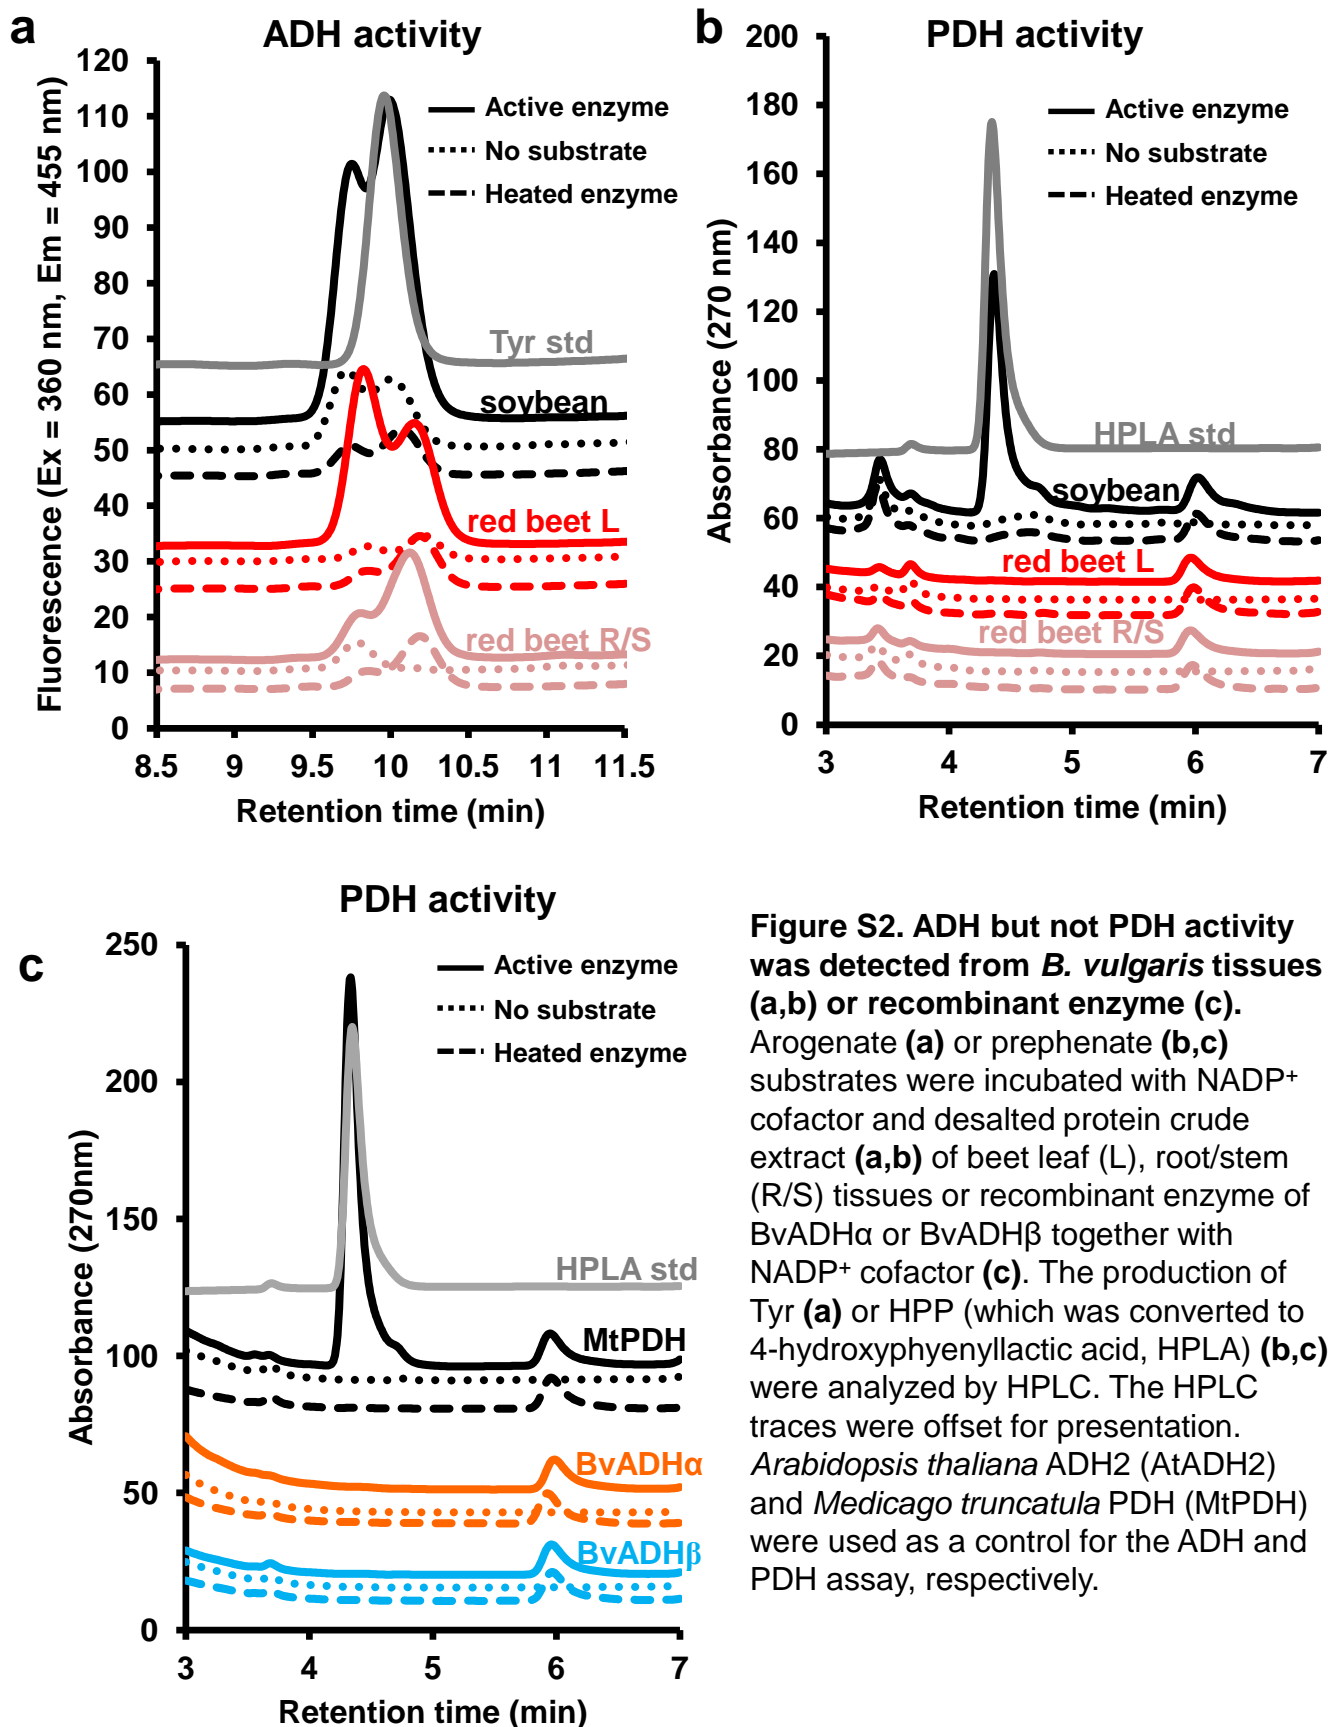 a
ADH activity
120
110
100
90
80
70
60
50
40
30
20
10
0
Fluorescence (Ex = 360 nm, Em = 455 nm)
Active enzyme
No substrate
Heated enzyme
Tyr std
soybean
red beet L
red beet R/S
8.5 9 9.5 10 10.5 11 11.5
Retention time (min)
b
PDH activity
200
180
160
140
120
100
80
60
40
20
0
Absorbance (270 nm)
Active enzyme
No substrate
Heated enzyme
HPLA std
soybean
red beet L
red beet R/S
3 4 5 6 7
Retention time (min)
c
PDH activity
250
200
150
100
50
0
Absorbance (270nm)
Active enzyme
No substrate
Heated enzyme
HPLA std
MtPDH
BvADHα
BvADHβ
3 4 5 6 7
Retention time (min)
Figure S2. ADH but not PDH activity
was detected from B. vulgaris tissues
(a,b) or recombinant enzyme (c).
Arogenate (a) or prephenate (b,c)
substrates were incubated with NADP⁺
cofactor and desalted protein crude
extract (a,b) of beet leaf (L), root/stem
(R/S) tissues or recombinant enzyme of
BvADHα or BvADHβ together with
NADP⁺ cofactor (c). The production of
Tyr (a) or HPP (which was converted to
4-hydroxyphyenyllactic acid, HPLA) (b,c)
were analyzed by HPLC. The HPLC
traces were offset for presentation.
Arabidopsis thaliana ADH2 (AtADH2)
and Medicago truncatula PDH (MtPDH)
were used as a control for the ADH and
PDH assay, respectively.